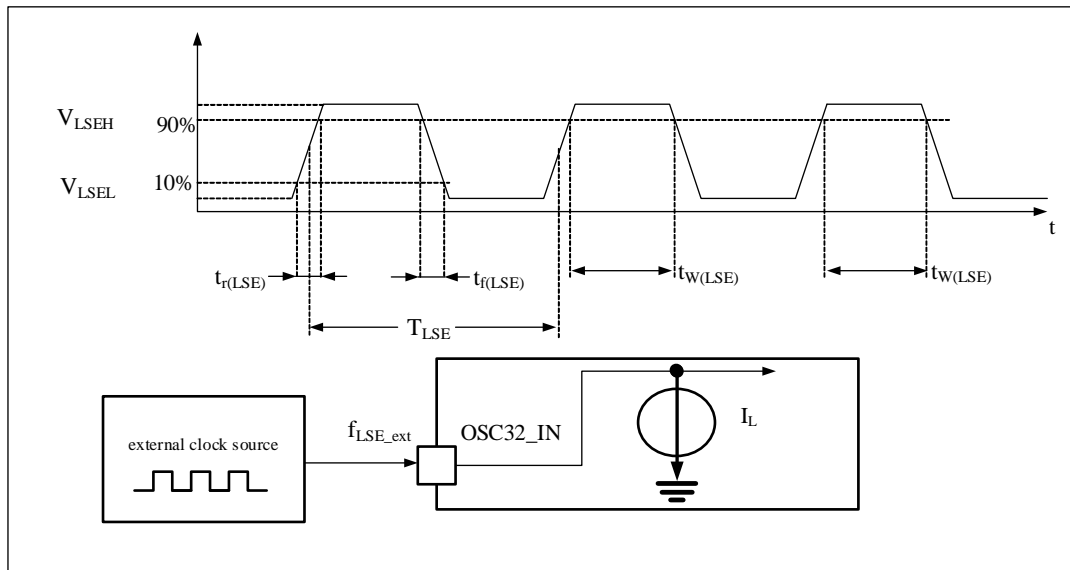 V_LSEH
90%
10%
V_LSEL
t
t_r(LSE)
t_f(LSE)
t_W(LSE)
t_W(LSE)
T_LSE
f_LSE_ext
OSC32_IN
I_L
external clock source